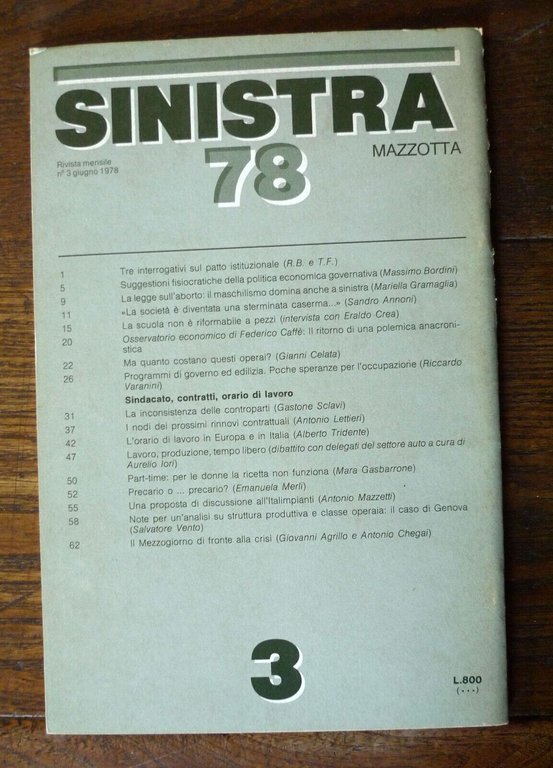 SINISTRA
78
MAZZOTTA
Rivista mensile
n° 3 giugno 1978
1 Tre interrogativi sul patto istituzionale (R.B. e T.F.)
5 Suggestioni fisiocratiche della politica economica governativa (Massimo Bordini)
9 La legge sull'aborto: il maschilismo domina anche a sinistra (Mariella Gramaglia)
11 «La società è diventata una sterminata caserma...» (Sandro Annoni)
15 La scuola non è riformabile a pezzi (intervista con Eraldo Crea)
20 Osservatorio economico di Federico Caffé: Il ritorno di una polemica anacroni-
stica
22 Ma quanto costano questi operai? (Gianni Celata)
26 Programmi di governo ed edilizia. Poche speranze per l'occupazione (Riccardo
Varanini)
Sindacato, contratti, orario di lavoro
31 La inconsistenza delle controparti (Gastone Sclavi)
37 I nodi dei prossimi rinnovi contrattuali (Antonio Lettieri)
42 L'orario di lavoro in Europa e in Italia (Alberto Tridente)
47 Lavoro, produzione, tempo libero (dibattito con delegati del settore auto a cura di
Aurelio Iori)
50 Part-time: per le donne la ricetta non funziona (Mara Gasbarrone)
52 Precario o ... precario? (Emanuela Merli)
55 Una proposta di discussione all'Italimpianti (Antonio Mazzetti)
58 Note per un'analisi su struttura produttiva e classe operaia: il caso di Genova
(Salvatore Vento)
62 Il Mezzogiorno di fronte alla crisi (Giovanni Agrillo e Antonio Chegai)
3
L.800
(...)